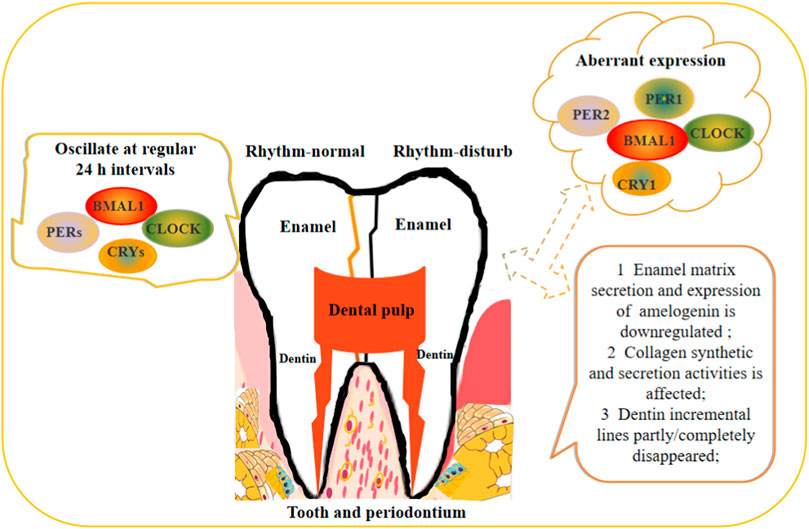 Oscillate at regular
24 h intervals
BMAL1
PERs
CLOCK
CRYs
Rhythm-normal
Rhythm-disturb
Enamel
Enamel
Dental pulp
Dentin
Dentin
Tooth and periodontium
Aberrant expression
PER1
PER2
BMAL1
CLOCK
CRY1
1 Enamel matrix
secretion and expression
of amelogenin is
downregulated ;
2 Collagen synthetic
and secretion activities is
affected;
3 Dentin incremental
lines partly/completely
disappeared;